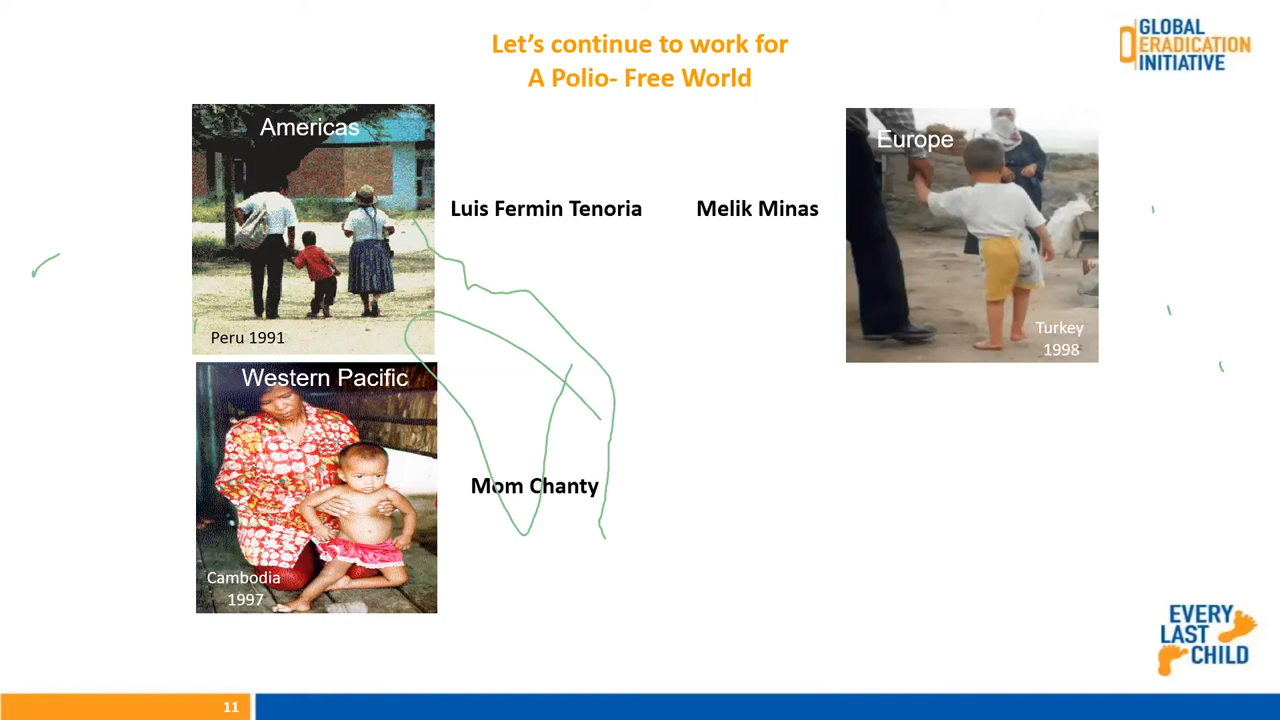 Let's continue to work for
A Polio- Free World
GLOBAL
ERADICATION
INITIATIVE
Americas
Peru 1991
Luis Fermin Tenoria
Melik Minas
Europe
Turkey
1998
Western Pacific
Cambodia
1997
Mom Chanty
EVERY
LAST
CHILD
11